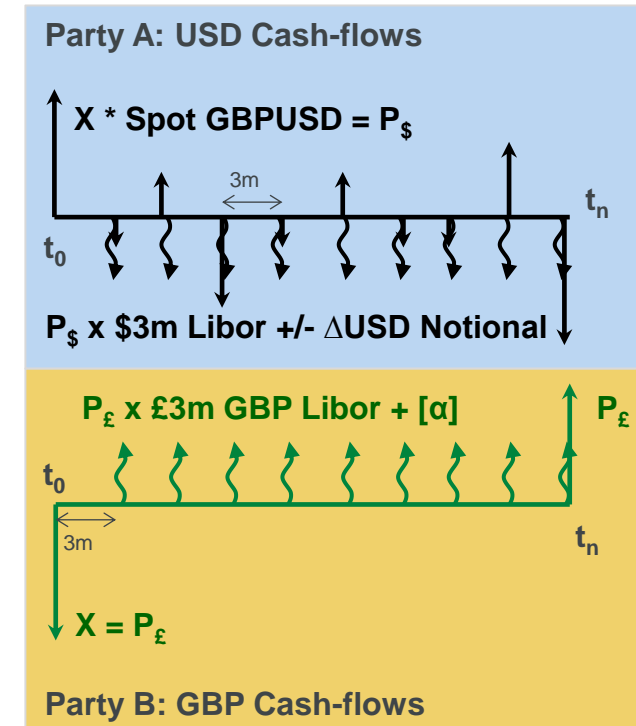 Party A: USD Cash-flows
X * Spot GBPUSD = P$
3m
tn
t0
P$ x $3m Libor +/- ∆USD Notional
P£ x £3m GBP Libor + [α]
P£
t0
3m
tn
X = P£
Party B: GBP Cash-flows